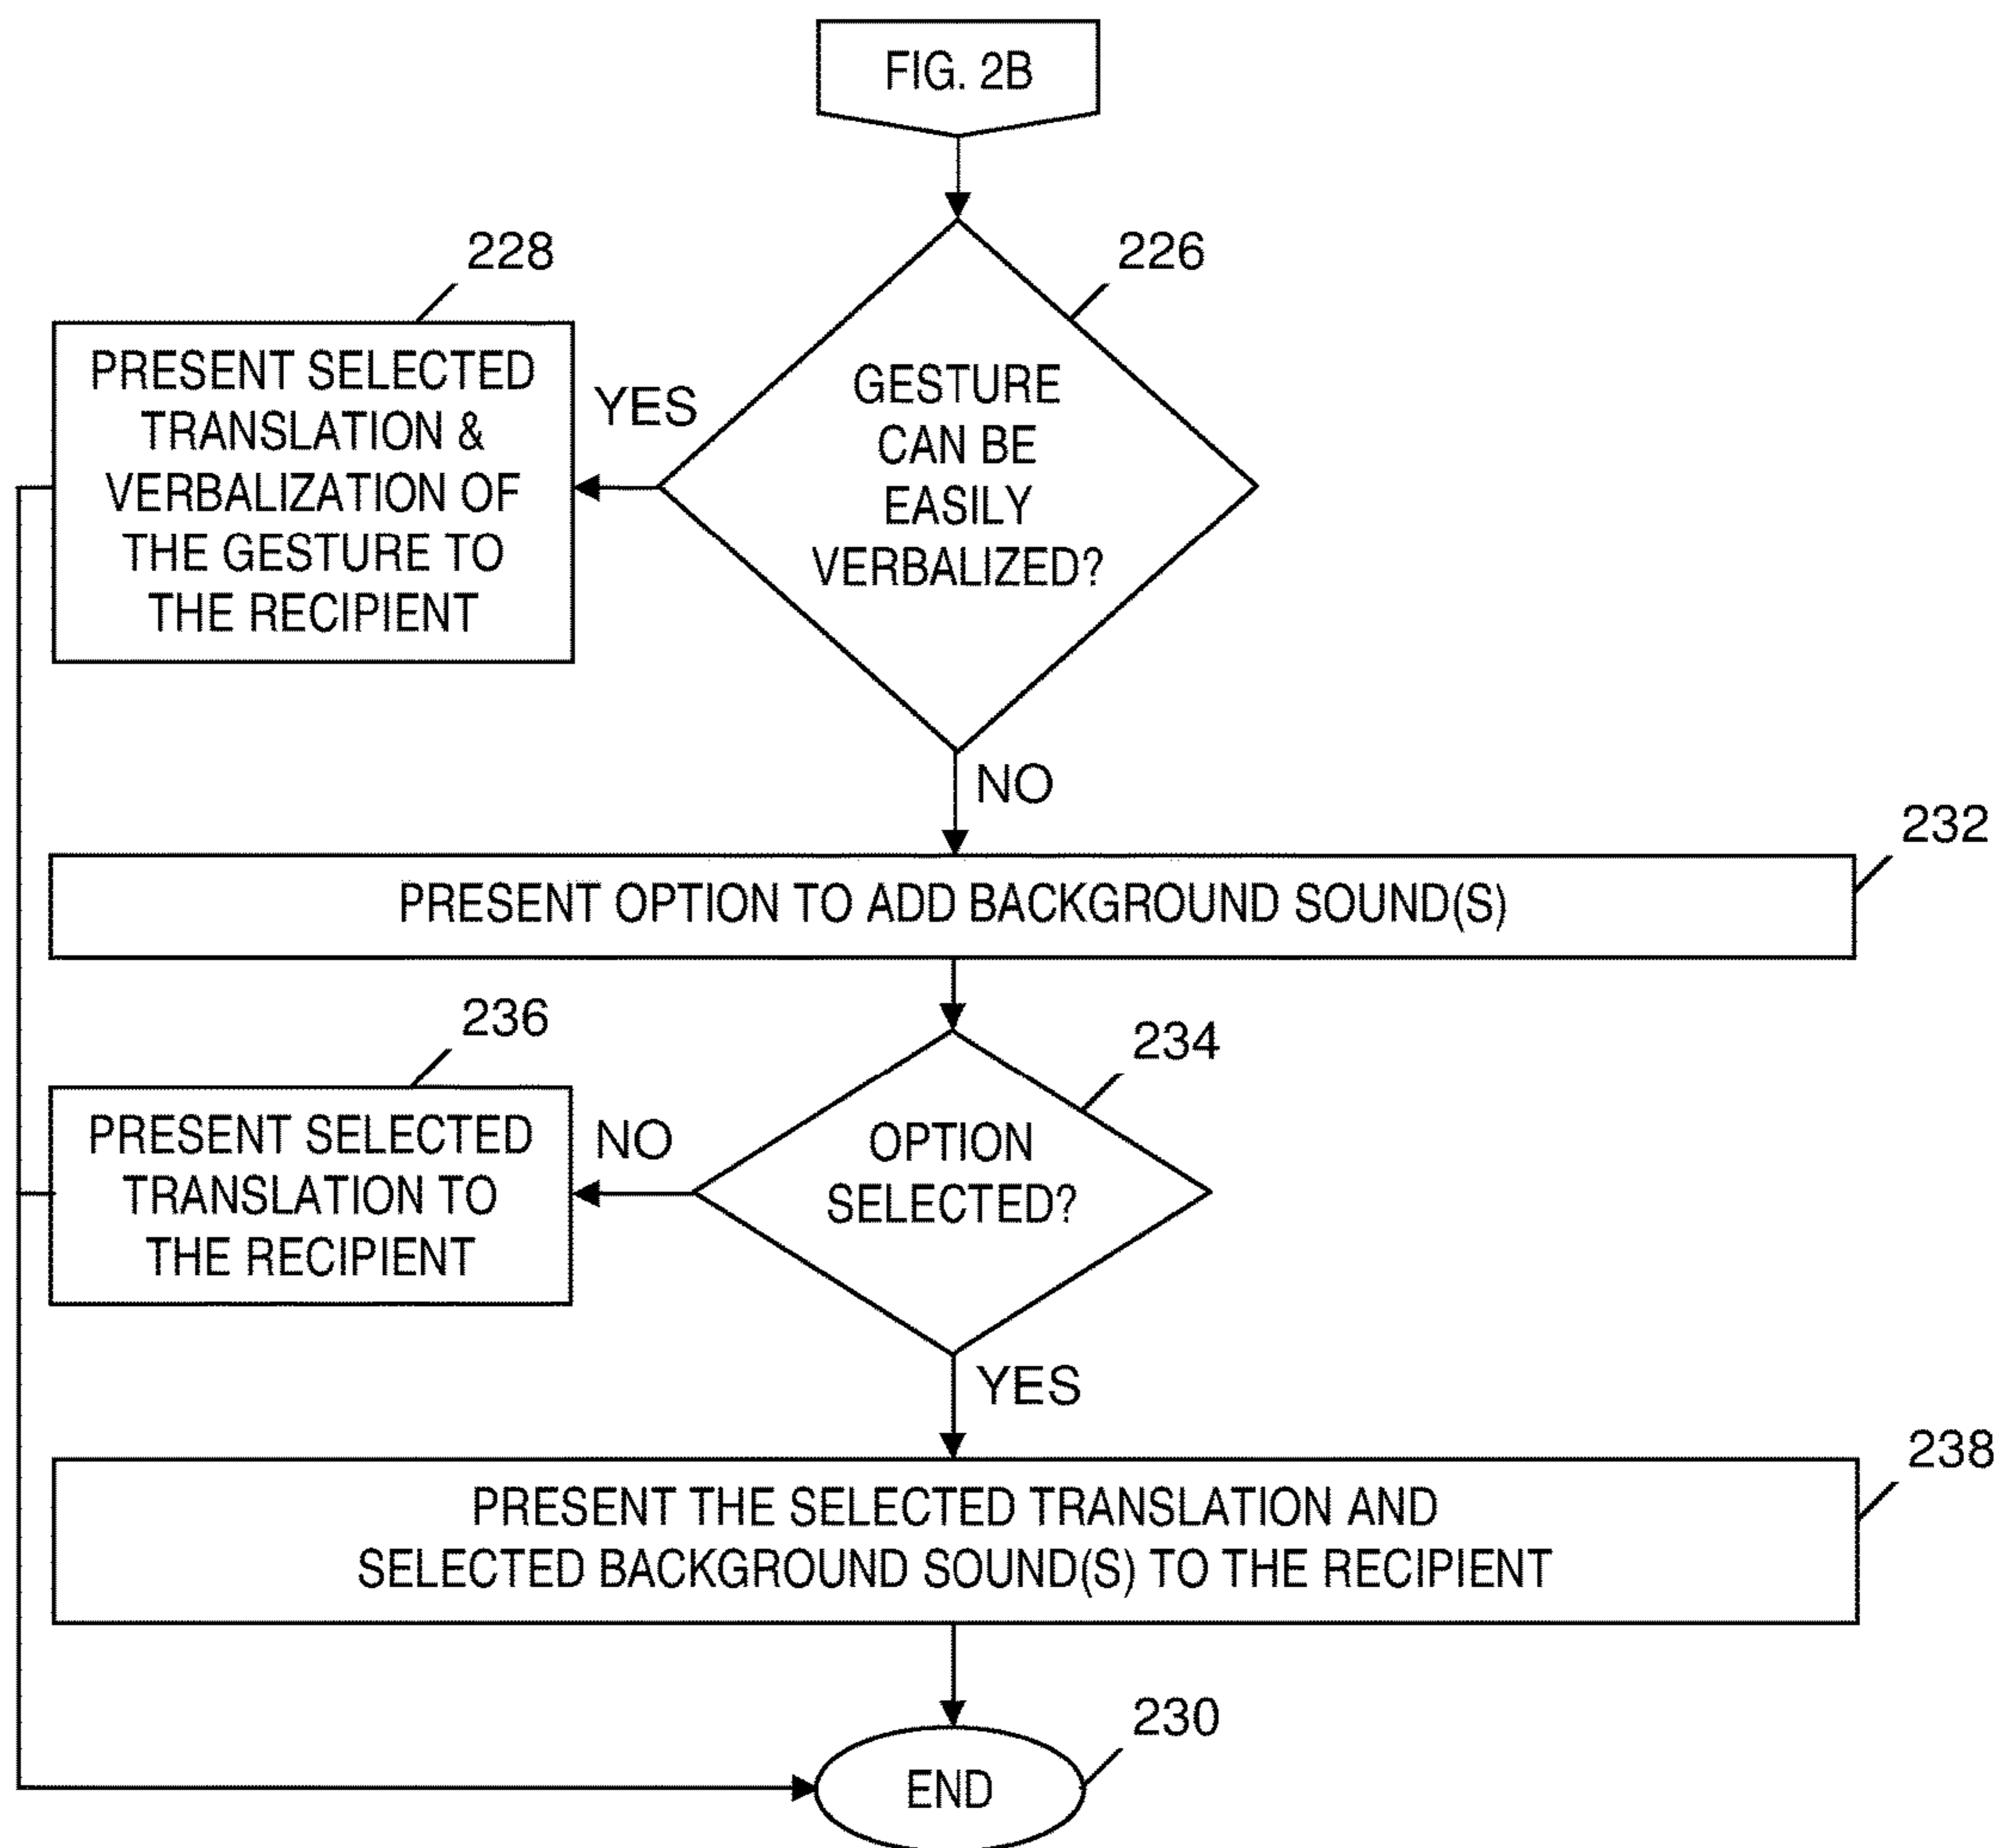 FIG. 2B
228
226
PRESENT SELECTED
TRANSLATION &
VERBALIZATION OF
THE GESTURE TO
THE RECIPIENT
YES
GESTURE
CAN BE
EASILY
VERBALIZED?
NO
232
PRESENT OPTION TO ADD BACKGROUND SOUND(S)
236
234
PRESENT SELECTED
TRANSLATION TO
THE RECIPIENT
NO
OPTION
SELECTED?
YES
238
PRESENT THE SELECTED TRANSLATION AND
SELECTED BACKGROUND SOUND(S) TO THE RECIPIENT
230
END